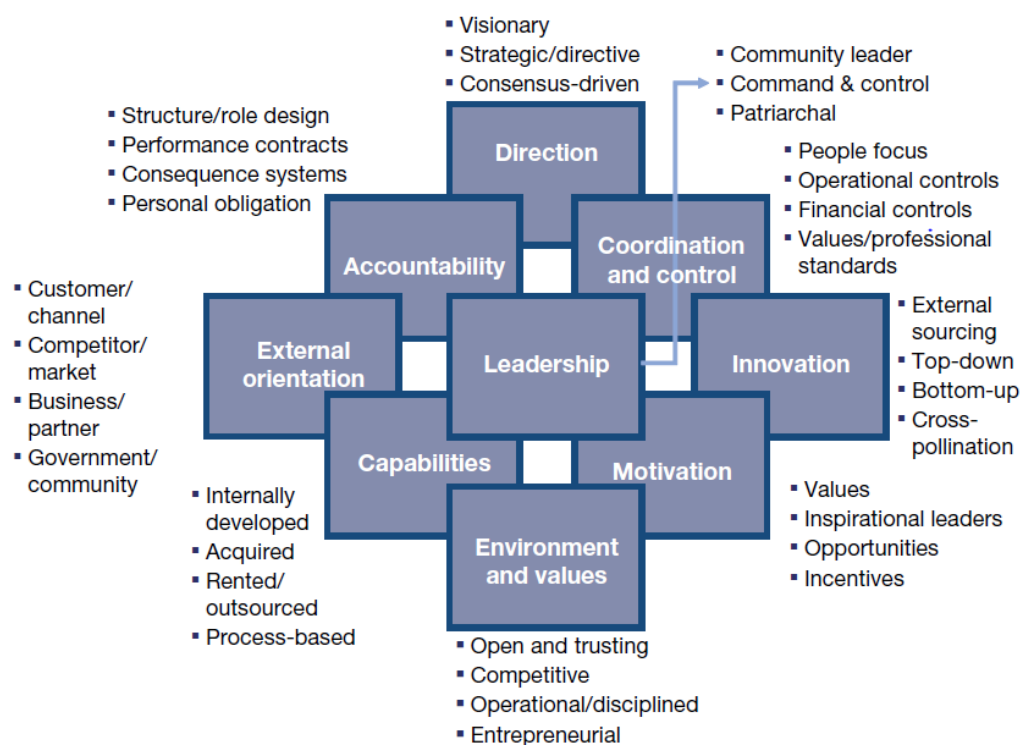 ▪ Visionary
▪ Strategic/directive
▪ Consensus-driven
▪ Community leader
▪ Command & control
▪ Patriarchal
▪ Structure/role design
▪ Performance contracts
▪ Consequence systems
▪ Personal obligation
Direction
▪ People focus
▪ Operational controls
▪ Financial controls
▪ Values/professional
standards
Accountability
Coordination
and control
▪ Customer/
channel
▪ Competitor/
market
▪ Business/
partner
▪ Government/
community
External
orientation
Leadership
Innovation
▪ External
sourcing
▪ Top-down
▪ Bottom-up
▪ Cross-
pollination
Capabilities
Motivation
▪ Internally
developed
▪ Acquired
▪ Rented/
outsourced
▪ Process-based
Environment
and values
▪ Values
▪ Inspirational leaders
▪ Opportunities
▪ Incentives
▪ Open and trusting
▪ Competitive
▪ Operational/disciplined
▪ Entrepreneurial